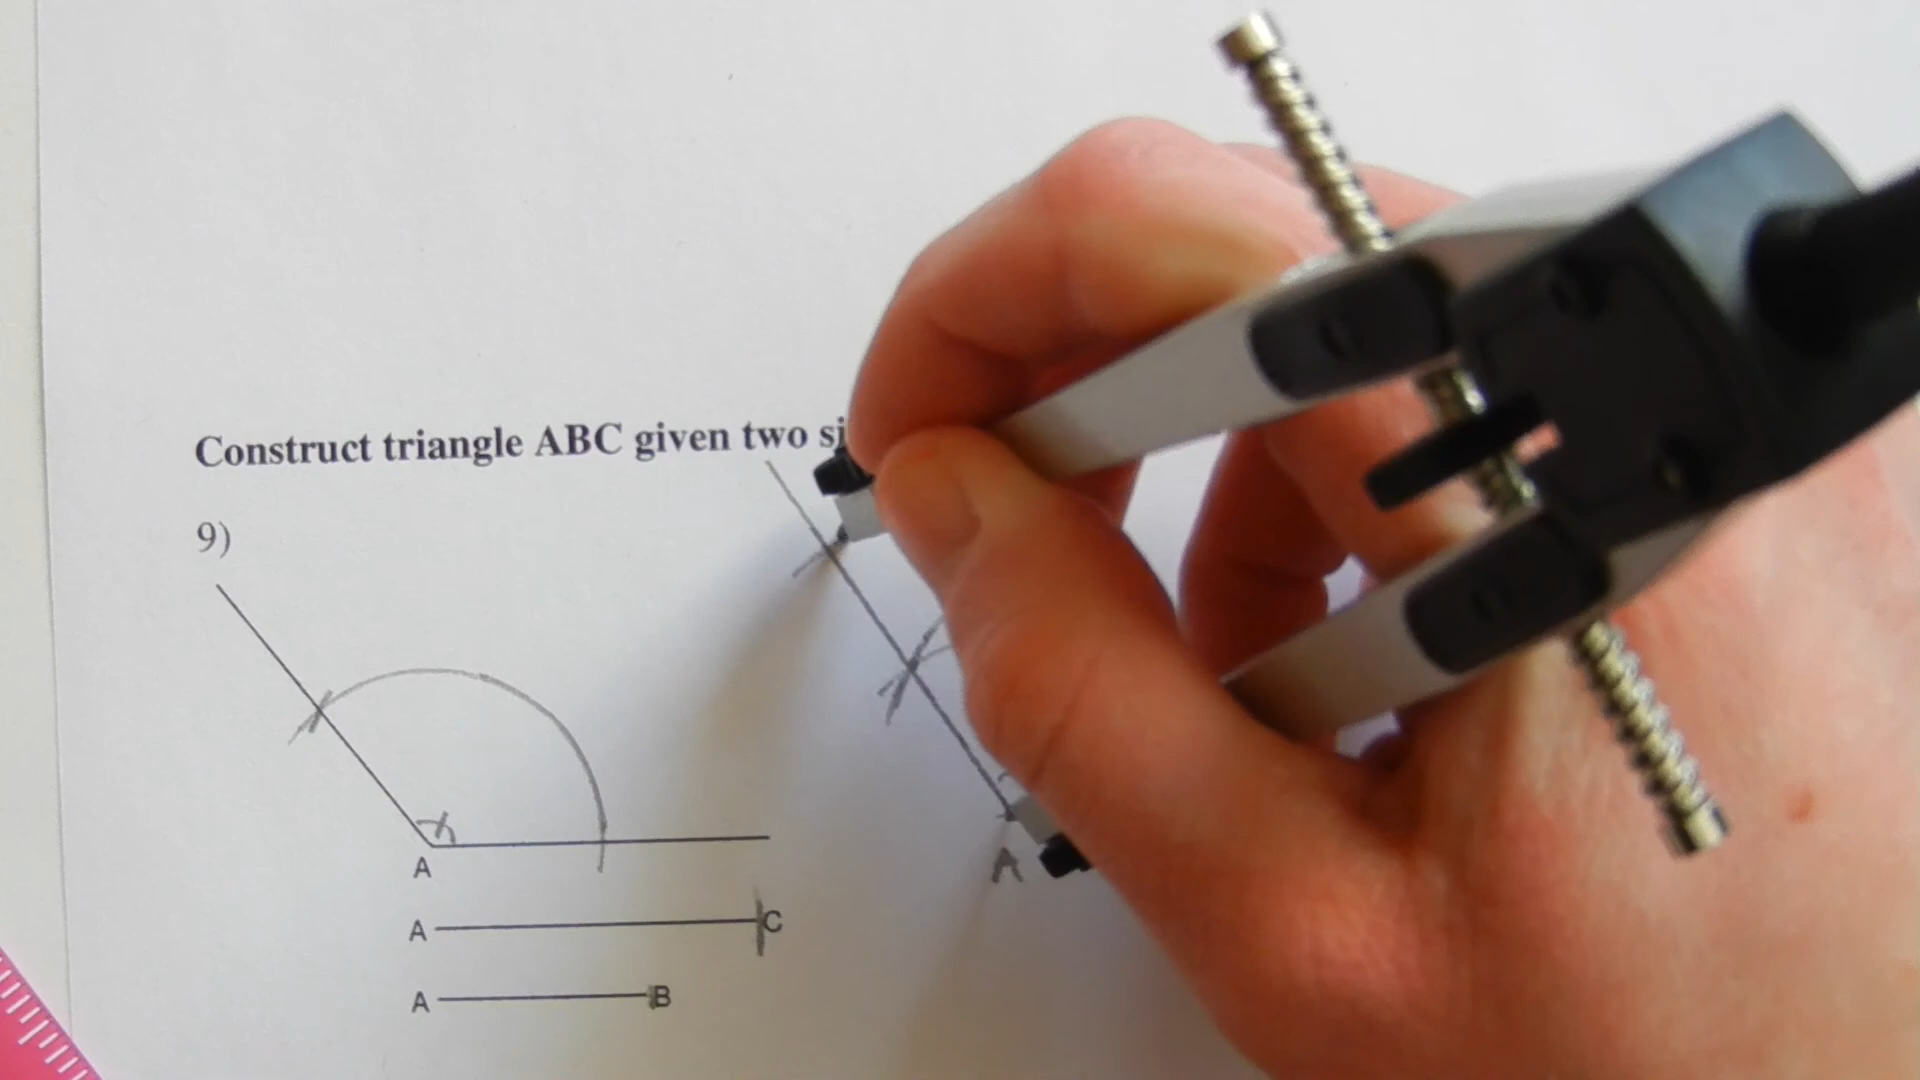 Construct triangle ABC given two si
9)
A
A
A C
A B